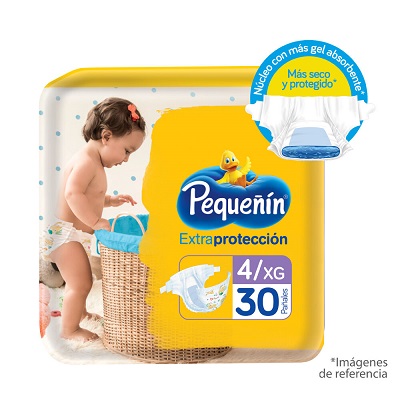 Núcleo con más gel absorbente*
Más seco
y protegido*
Pequeñín
Extraprotección
4/XG
30 Pañales
*Imágenes
de referencia